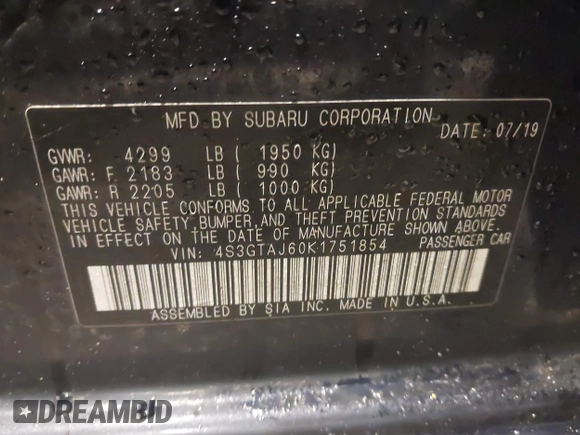 MFD BY SUBARU CORPORATION
DATE: 07/19
GVWR: 4299 LB ( 1950 KG)
GAWR: F 2183 LB ( 990 KG)
GAWR: R 2205 LB ( 1000 KG)
THIS VEHICLE CONFORMS TO ALL APPLICABLE FEDERAL MOTOR
VEHICLE SAFETY, BUMPER, AND THEFT PREVENTION STANDARDS
IN EFFECT ON THE DATE OF MANUFACTURE SHOWN ABOVE.
VIN: 4S3GTAJ60K1751854 PASSENGER CAR
ASSEMBLED BY SIA INC. MADE IN U.S.A.
DREAMBID